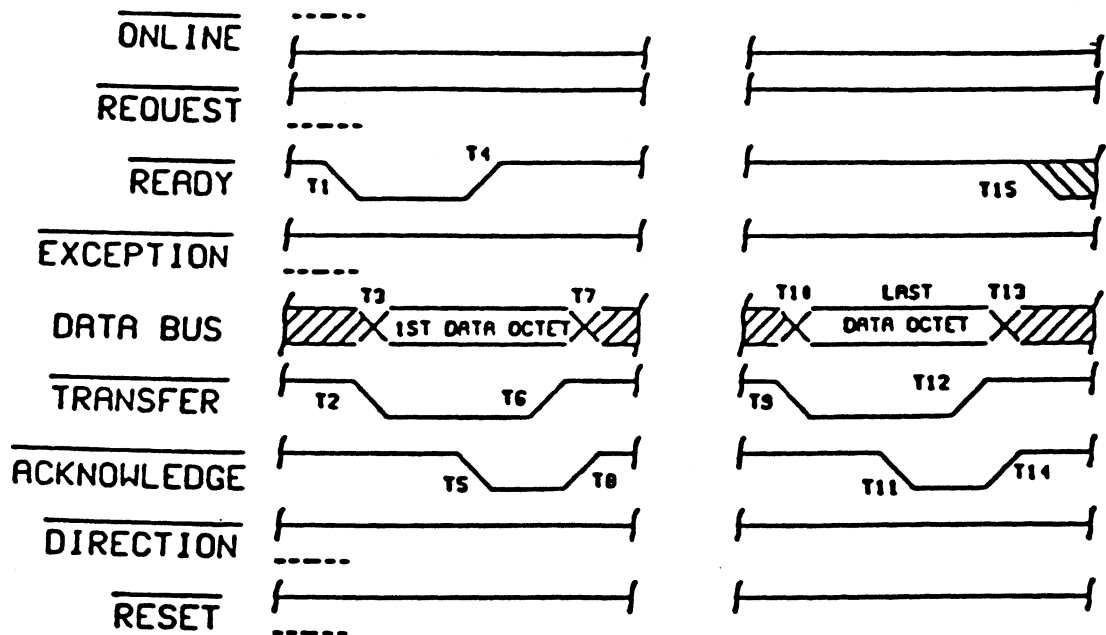 ONLINE
REQUEST
READY T1 T4 T15
EXCEPTION
DATA BUS T3 1ST DATA OCTET T7 T10 LAST DATA OCTET T13
TRANSFER T2 T6 T9 T12
ACKNOWLEDGE T5 T8 T11 T14
DIRECTION
RESET